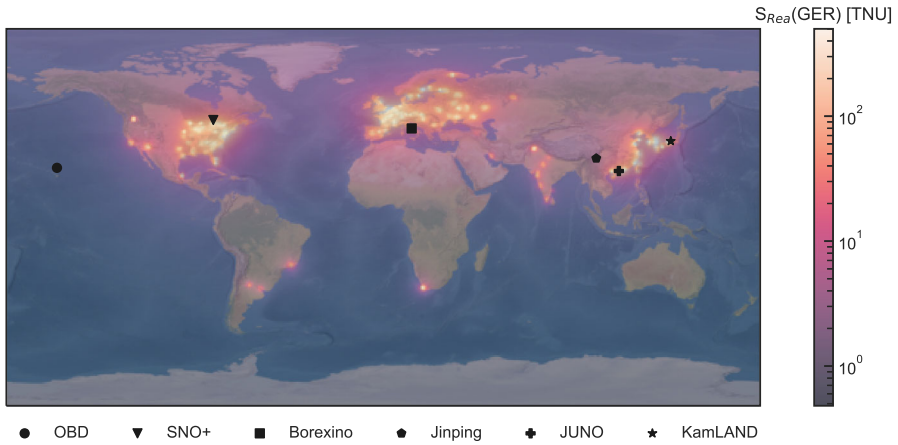 S_Rea(GER) [TNU]
10^2
10^1
10^0
OBD SNO+ Borexino Jinping JUNO KamLAND